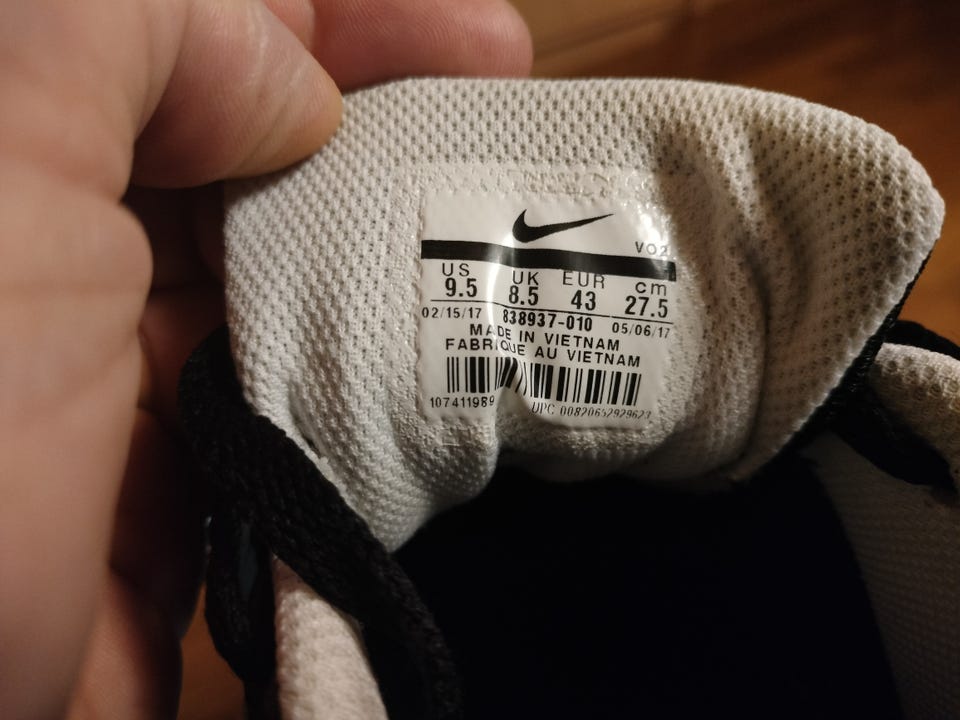 VO2
US UK EUR cm
9.5 8.5 43 27.5
02/15/17 838937-010 05/06/17
MADE IN VIETNAM
FABRIQUE AU VIETNAM
107411989 UPC